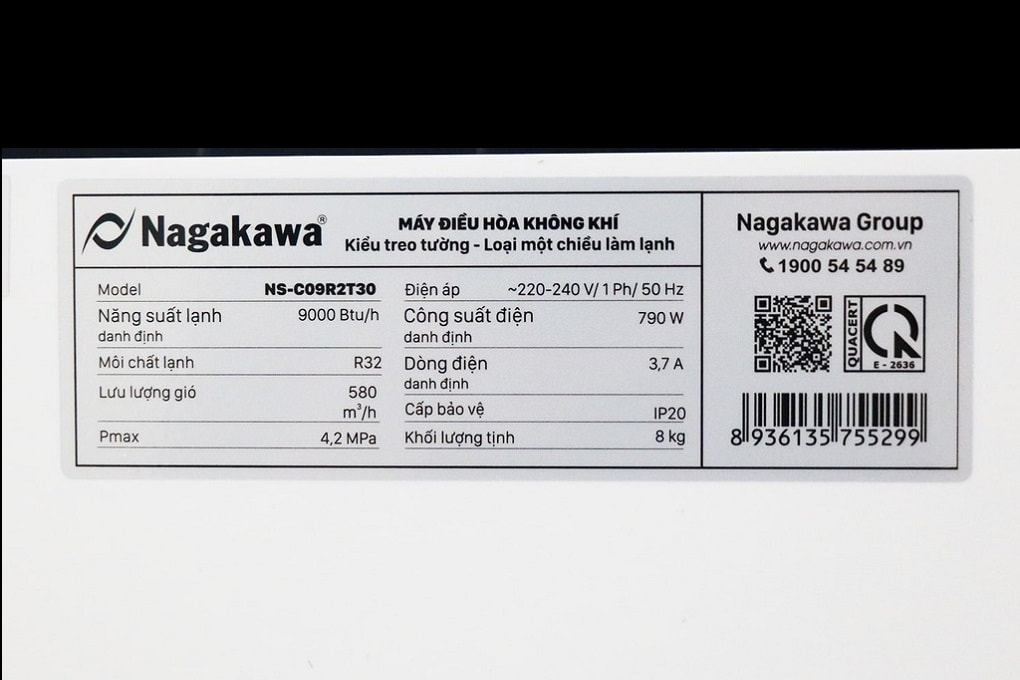 Nagakawa®
MÁY ĐIỀU HÒA KHÔNG KHÍ
Kiểu treo tường - Loại một chiều làm lạnh
Model NS-C09R2T30
Năng suất lạnh 9000 Btu/h
danh định
Môi chất lạnh R32
Lưu lượng gió 580
m³/h
Pmax 4,2 MPa
Điện áp ~220-240 V/ 1 Ph/ 50 Hz
Công suất điện 790 W
danh định
Dòng điện 3,7 A
danh định
Cấp bảo vệ IP20
Khối lượng tịnh 8 kg
Nagakawa Group
www.nagakawa.com.vn
1900 54 54 89
QUACERT
E - 2636
8 936135 755299